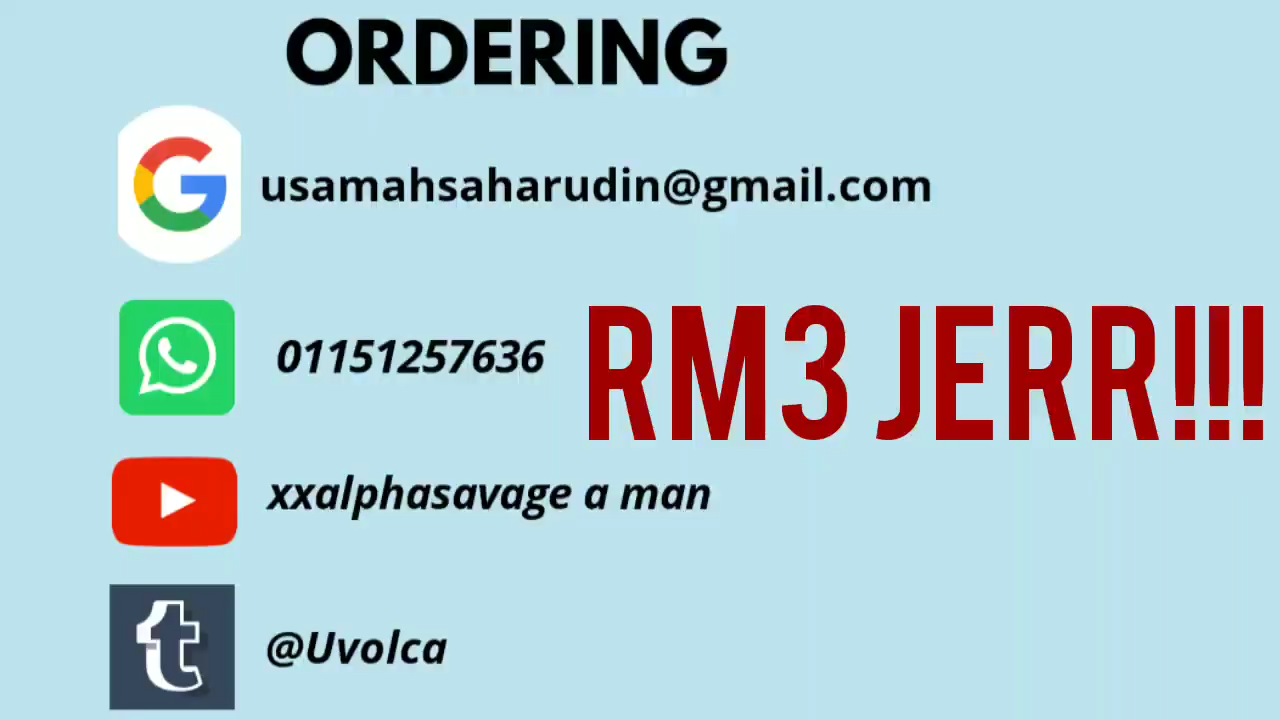 ORDERING
usamahsaharudin@gmail.com
01151257636
RM3 JERR!!!
xxalphasavage a man
@Uvolca